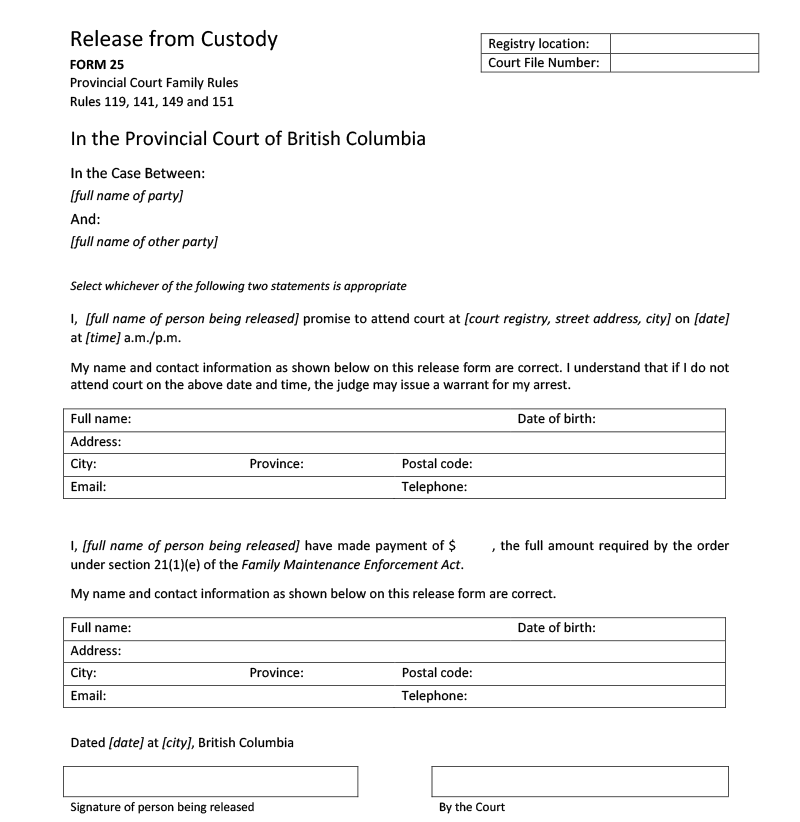 Release from Custody
Registry location:
FORM 25
Court File Number:
Provincial Court Family Rules
Rules 119, 141, 149 and 151
In the Provincial Court of British Columbia
In the Case Between:
[full name of party]
And:
[full name of other party]
Select whichever of the following two statements is appropriate
I, [full name of person being released] promise to attend court at [court registry, street address, city] on [date]
at [time] a.m./p.m.
My name and contact information as shown below on this release form are correct. I understand that if I do not
attend court on the above date and time, the judge may issue a warrant for my arrest.
Full name: Date of birth:
Address:
City: Province: Postal code:
Email: Telephone:
I, [full name of person being released] have made payment of $ , the full amount required by the order
under section 21(1)(e) of the Family Maintenance Enforcement Act.
My name and contact information as shown below on this release form are correct.
Full name: Date of birth:
Address:
City: Province: Postal code:
Email: Telephone:
Dated [date] at [city], British Columbia
Signature of person being released By the Court